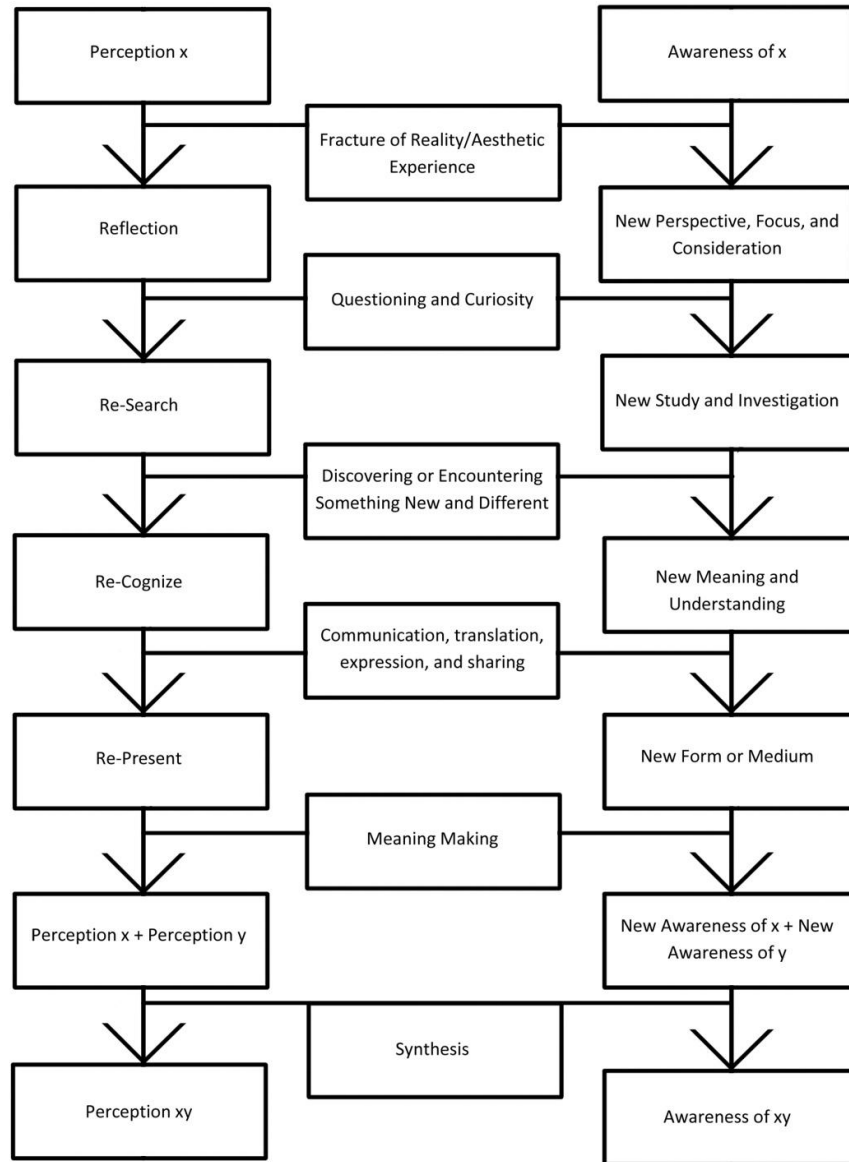 Perception x
Awareness of x
Fracture of Reality/Aesthetic
Experience
Reflection
New Perspective, Focus, and
Consideration
Questioning and Curiosity
Re-Search
New Study and Investigation
Discovering or Encountering
Something New and Different
Re-Cognize
New Meaning and
Understanding
Communication, translation,
expression, and sharing
Re-Present
New Form or Medium
Meaning Making
Perception x + Perception y
New Awareness of x + New
Awareness of y
Synthesis
Perception xy
Awareness of xy